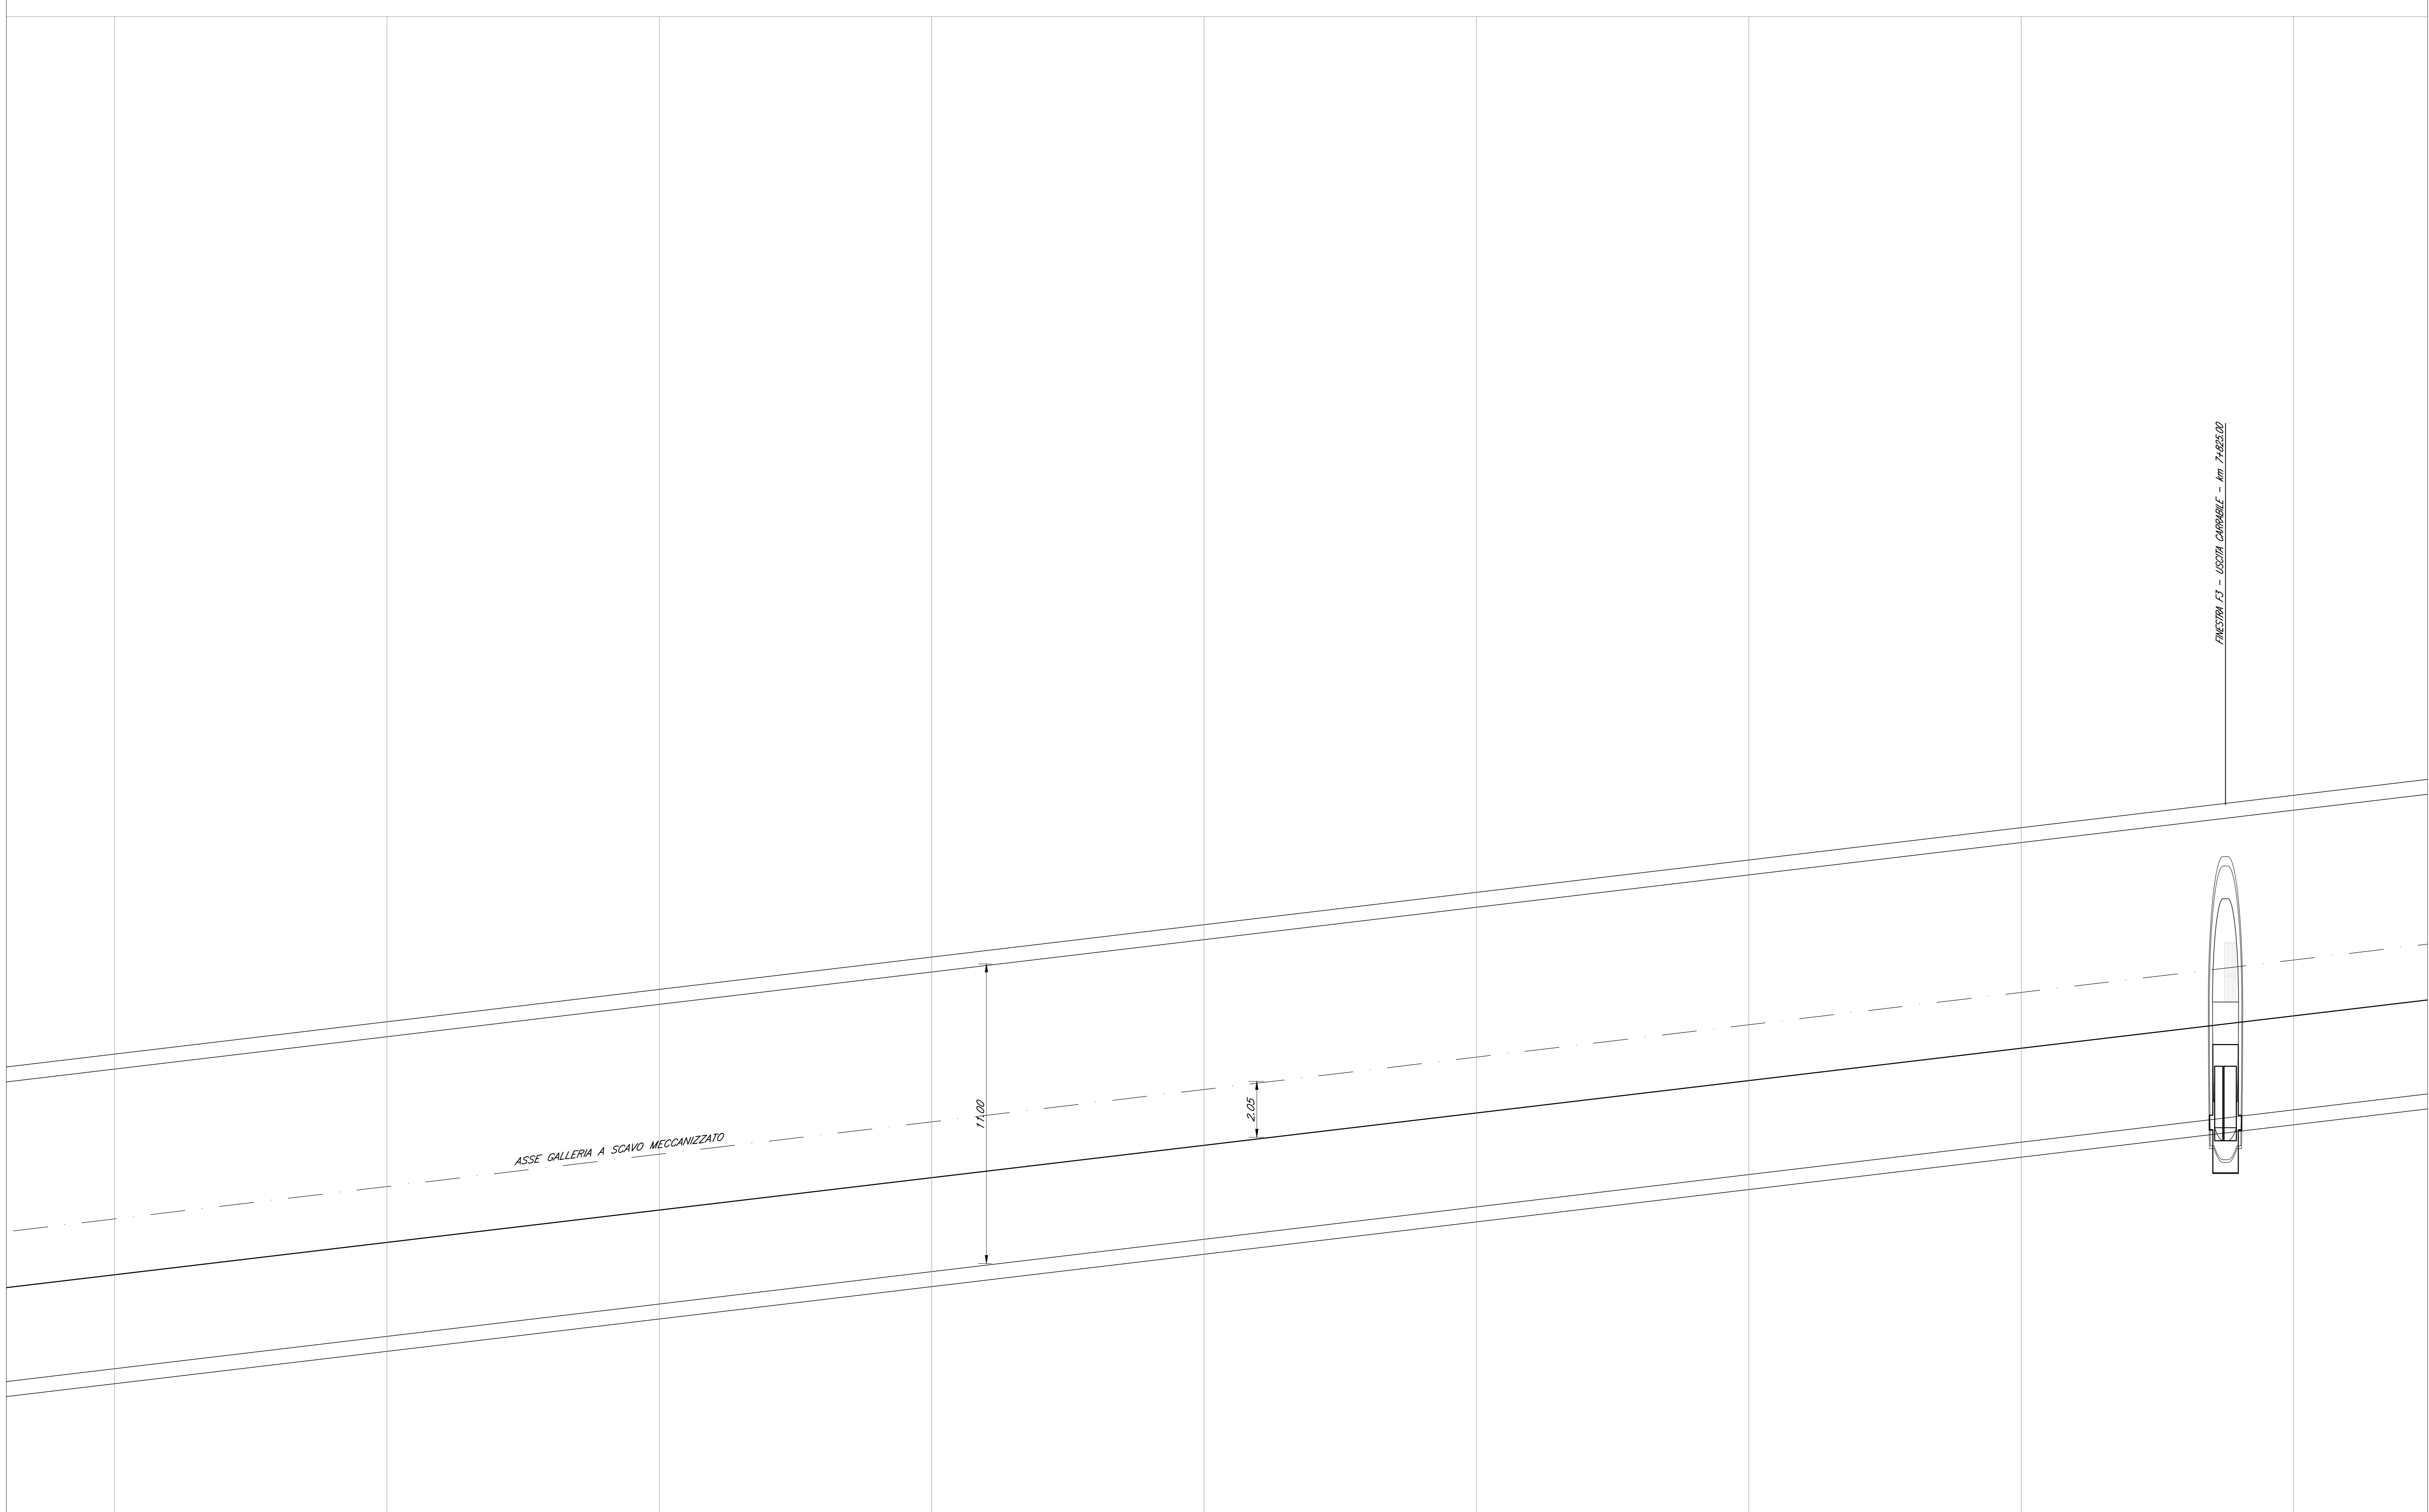 FINESTRA F3 - USCITA CARRABILE - km 7+825.00
ASSE GALLERIA A SCAVO MECCANIZZATO
11.00
2.05